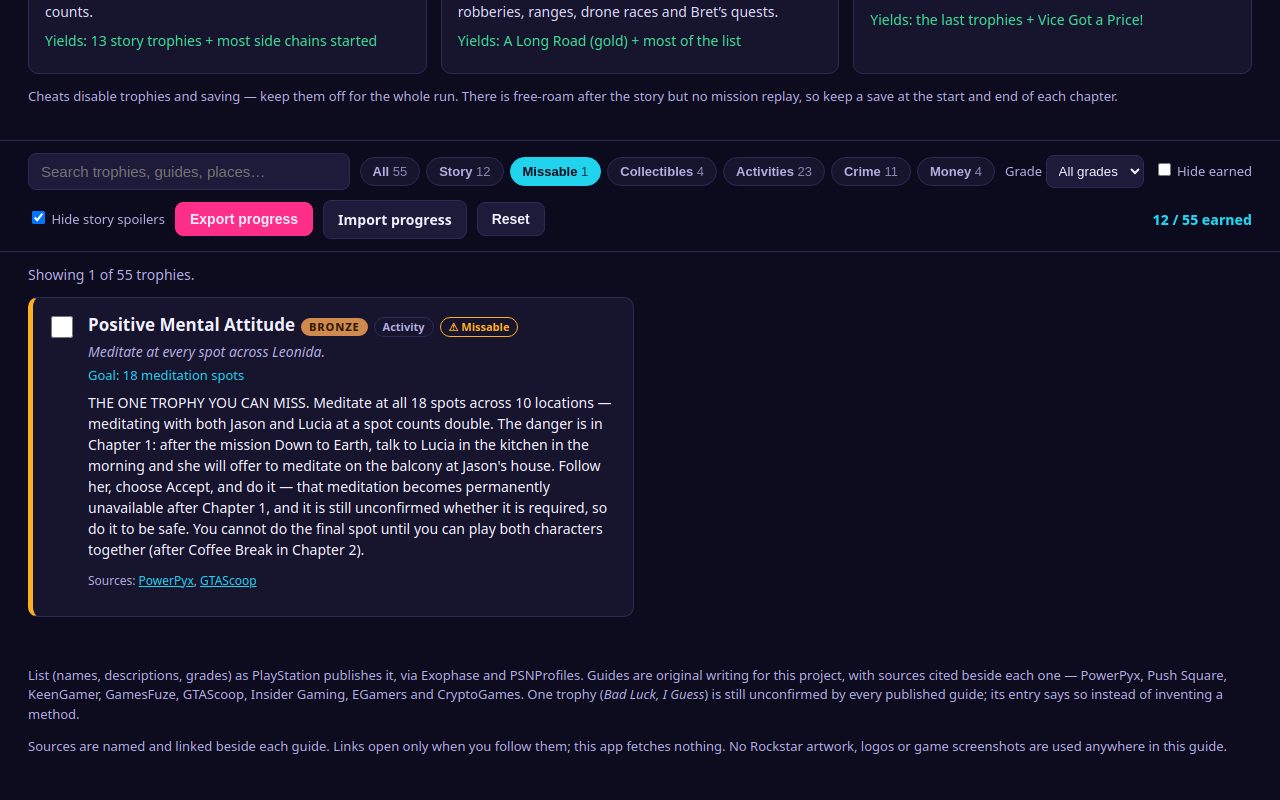 counts.
Yields: 13 story trophies + most side chains started
robberies, ranges, drone races and Bret's quests.
Yields: A Long Road (gold) + most of the list
Yields: the last trophies + Vice Got a Price!
Cheats disable trophies and saving — keep them off for the whole run. There is free-roam after the story but no mission replay, so keep a save at the start and end of each chapter.
Search trophies, guides, places…
All 55
Story 12
Missable 1
Collectibles 4
Activities 23
Crime 11
Money 4
Grade
All grades
Hide earned
Hide story spoilers
Export progress
Import progress
Reset
12 / 55 earned
Showing 1 of 55 trophies.
Positive Mental Attitude BRONZE Activity ⚠ Missable
Meditate at every spot across Leonida.
Goal: 18 meditation spots
THE ONE TROPHY YOU CAN MISS. Meditate at all 18 spots across 10 locations —
meditating with both Jason and Lucia at a spot counts double. The danger is in
Chapter 1: after the mission Down to Earth, talk to Lucia in the kitchen in the
morning and she will offer to meditate on the balcony at Jason's house. Follow
her, choose Accept, and do it — that meditation becomes permanently
unavailable after Chapter 1, and it is still unconfirmed whether it is required, so
do it to be safe. You cannot do the final spot until you can play both characters
together (after Coffee Break in Chapter 2).
Sources: PowerPyx, GTAScoop
List (names, descriptions, grades) as PlayStation publishes it, via Exophase and PSNProfiles. Guides are original writing for this project, with sources cited beside each one — PowerPyx, Push Square,
KeenGamer, GamesFuze, GTAScoop, Insider Gaming, EGamers and CryptoGames. One trophy (Bad Luck, I Guess) is still unconfirmed by every published guide; its entry says so instead of inventing a
method.
Sources are named and linked beside each guide. Links open only when you follow them; this app fetches nothing. No Rockstar artwork, logos or game screenshots are used anywhere in this guide.